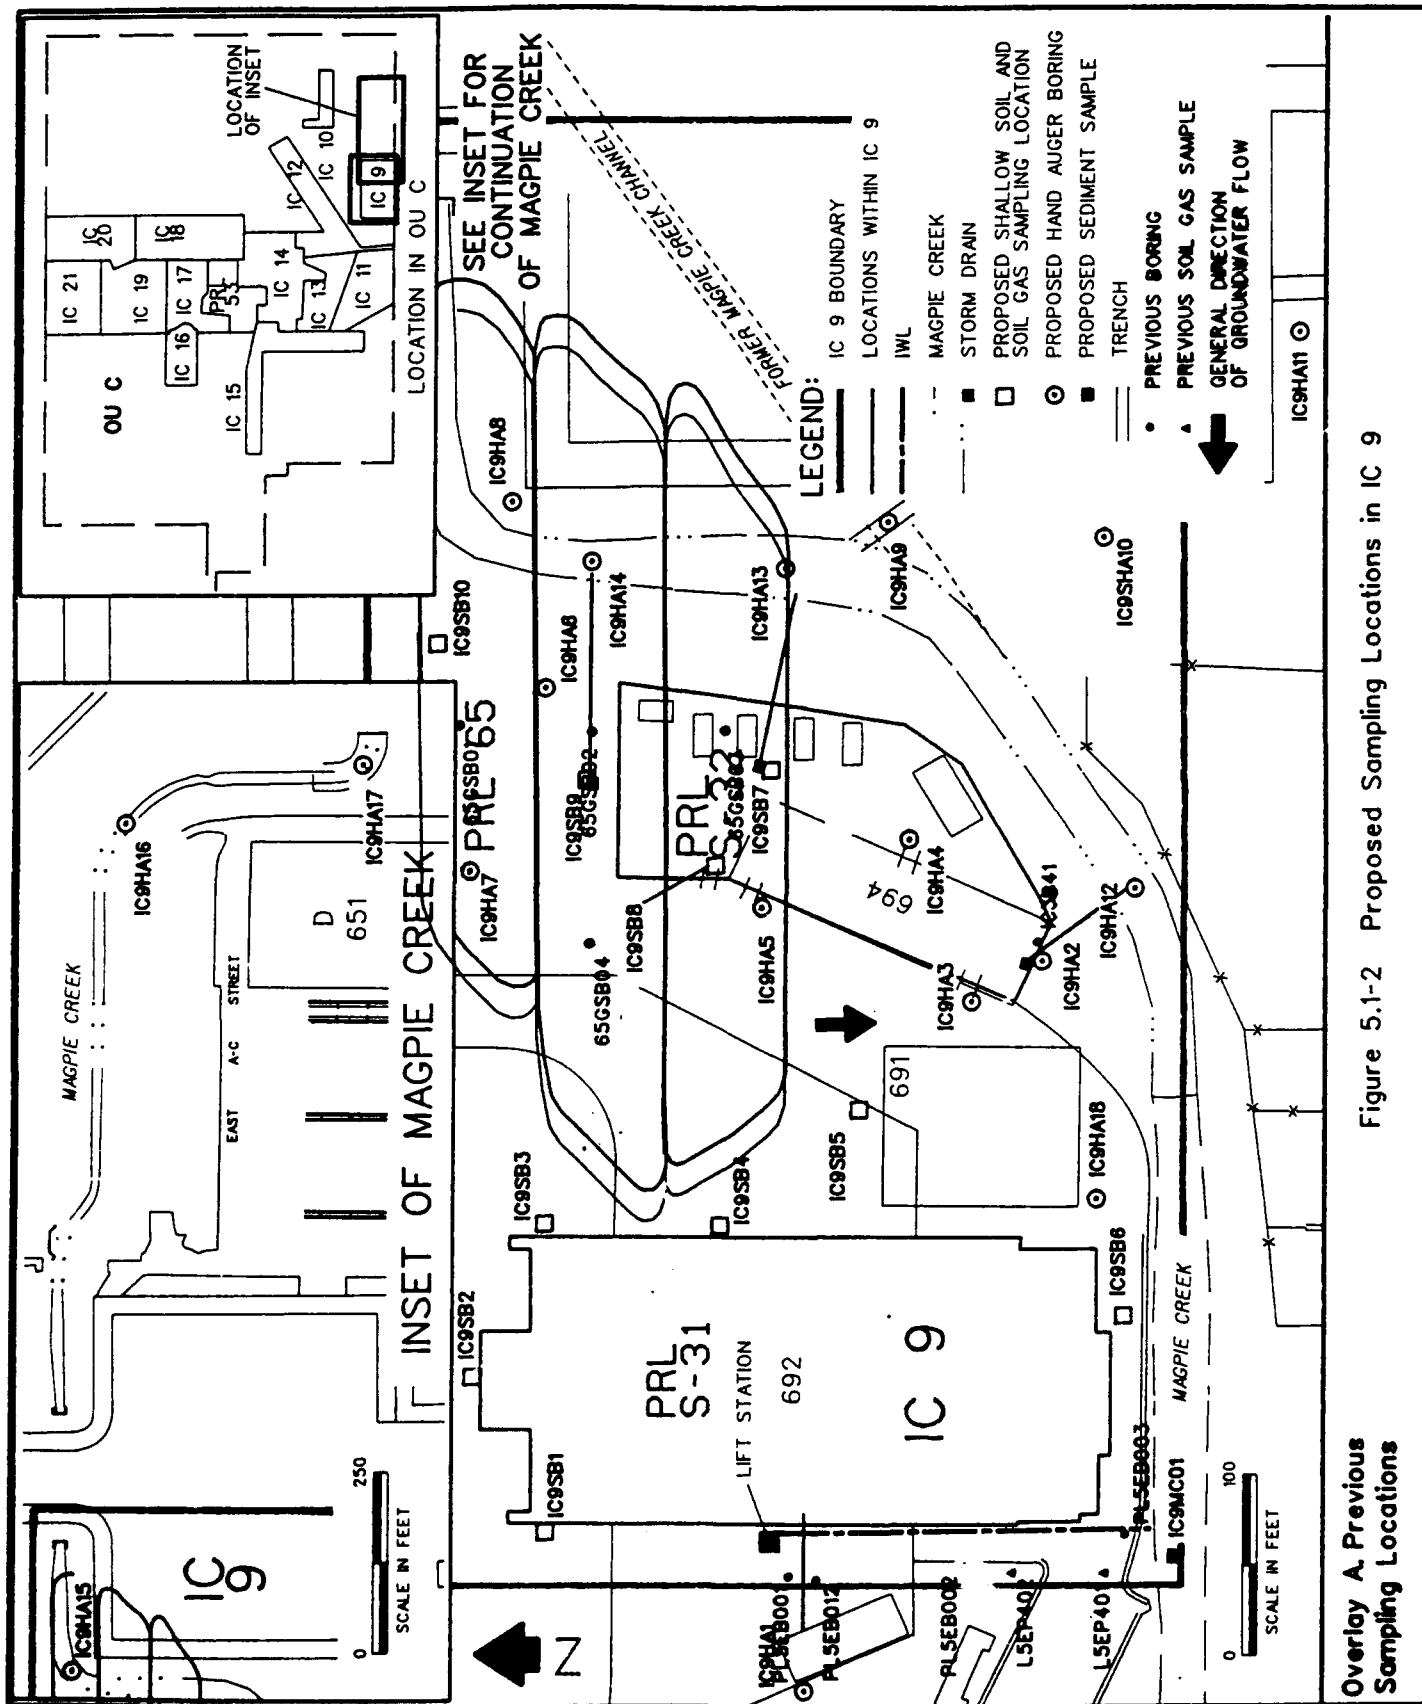 LOCATION
OF INSET
OU C
IC 21
IC 20
IC 19
IC 18
IC 17
IC 16
PRL
53
IC 15
IC 14
IC 13
IC 12
IC 11
IC 10
IC 9
LOCATION IN OU C
SEE INSET FOR
CONTINUATION
OF MAGPIE CREEK
FORMER MAGPIE CREEK CHANNEL
LEGEND:
IC 9 BOUNDARY
LOCATIONS WITHIN IC 9
IWL
MAGPIE CREEK
STORM DRAIN
PROPOSED SHALLOW SOIL AND
SOIL GAS SAMPLING LOCATION
PROPOSED HAND AUGER BORING
PROPOSED SEDIMENT SAMPLE
TRENCH
PREVIOUS BORING
PREVIOUS SOIL GAS SAMPLE
GENERAL DIRECTION
OF GROUNDWATER FLOW
MAGPIE CREEK
IC9HA16
IC9HA17
D
651
EAST A-C STREET
INSET OF MAGPIE CREEK
IC9HA15
IC
9
0 250
SCALE IN FEET
N
IC9SB10
IC9HA8
IC9HA6
IC9HA14
IC9HA13
IC9HA9
IC9SHA10
IC9HA11
PRL 65
IC9HA7
IC9SB9
PRL
S-32
IC9SB7
IC9SB8
65GSB04
IC9HA5
IC9HA4
694
IC9HA3
IC9HA2
IC9HA12
691
IC9SB5
IC9HA18
IC9SB3
IC9SB4
IC9SB2
IC9SB6
IC9SB1
PRL
S-31
LIFT STATION
692
IC 9
MAGPIE CREEK
PL5EB003
IC9MC01
IC9HA1
PL5EB001
PL5EB012
PL5EB002
L5EP402
L5EP401
0 100
SCALE IN FEET
Overlay A. Previous
Sampling Locations
Figure 5.1-2 Proposed Sampling Locations in IC 9